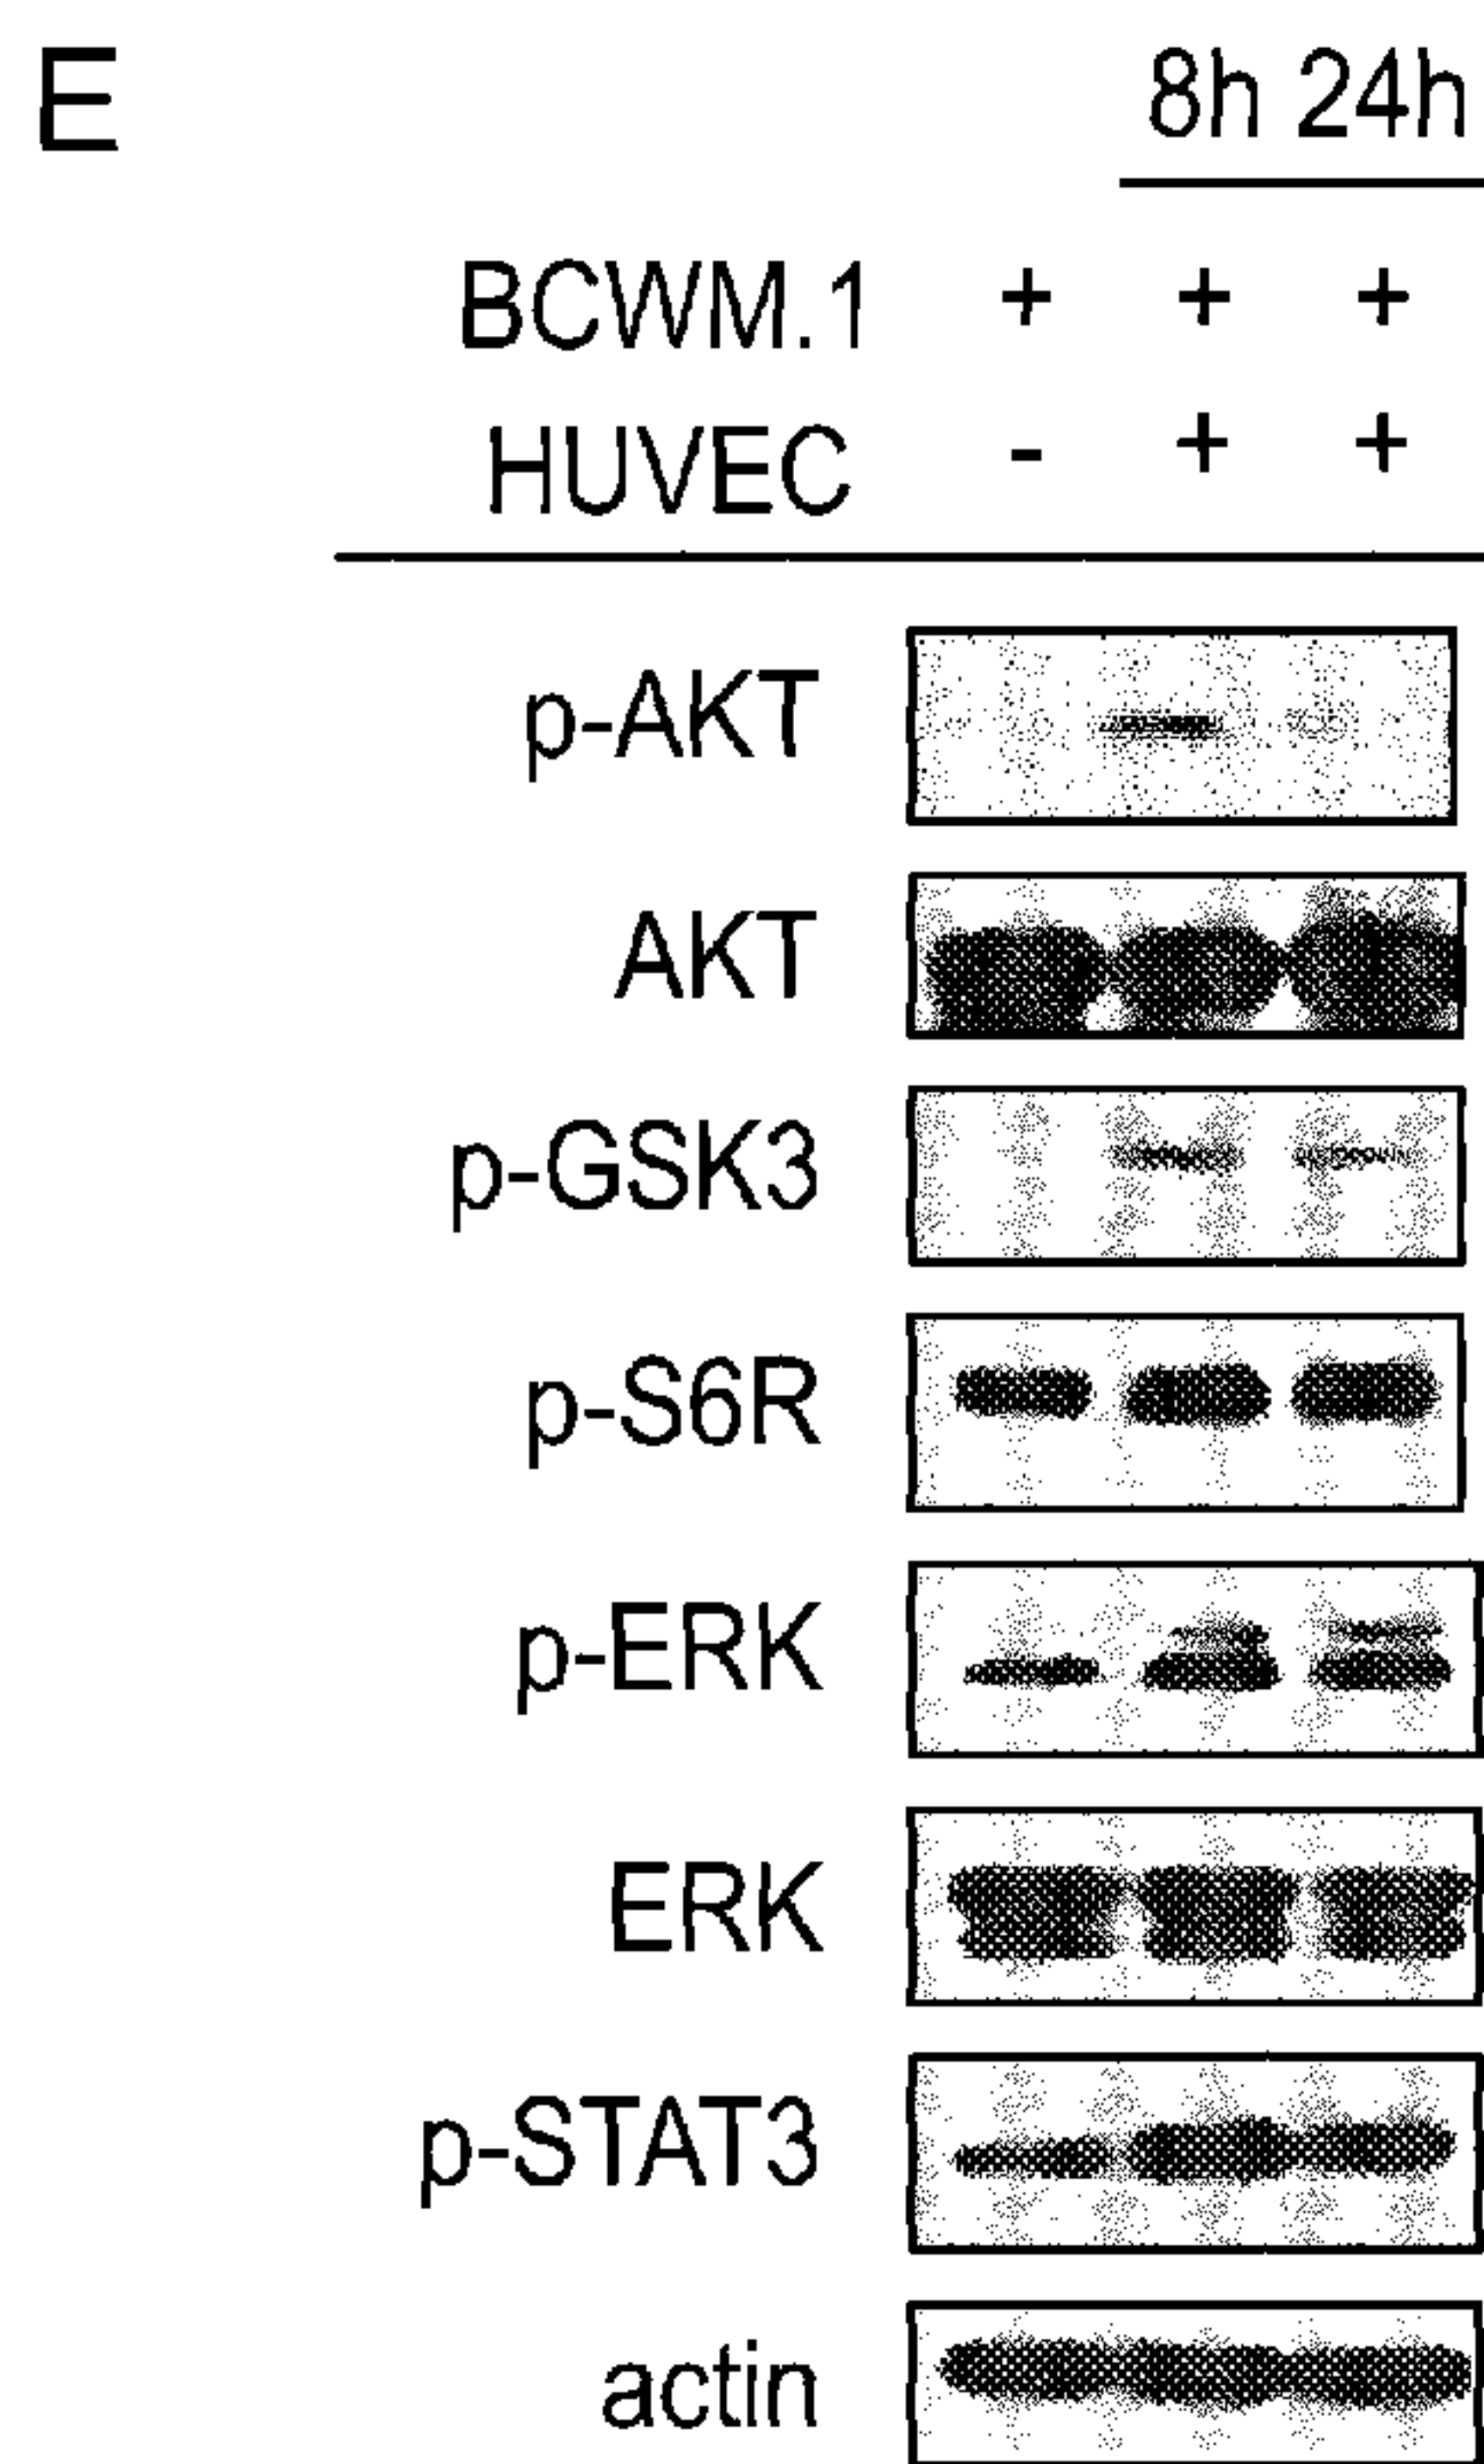 E
8h 24h
BCWM.1 + + +
HUVEC - + +
p-AKT
AKT
p-GSK3
p-S6R
p-ERK
ERK
p-STAT3
actin